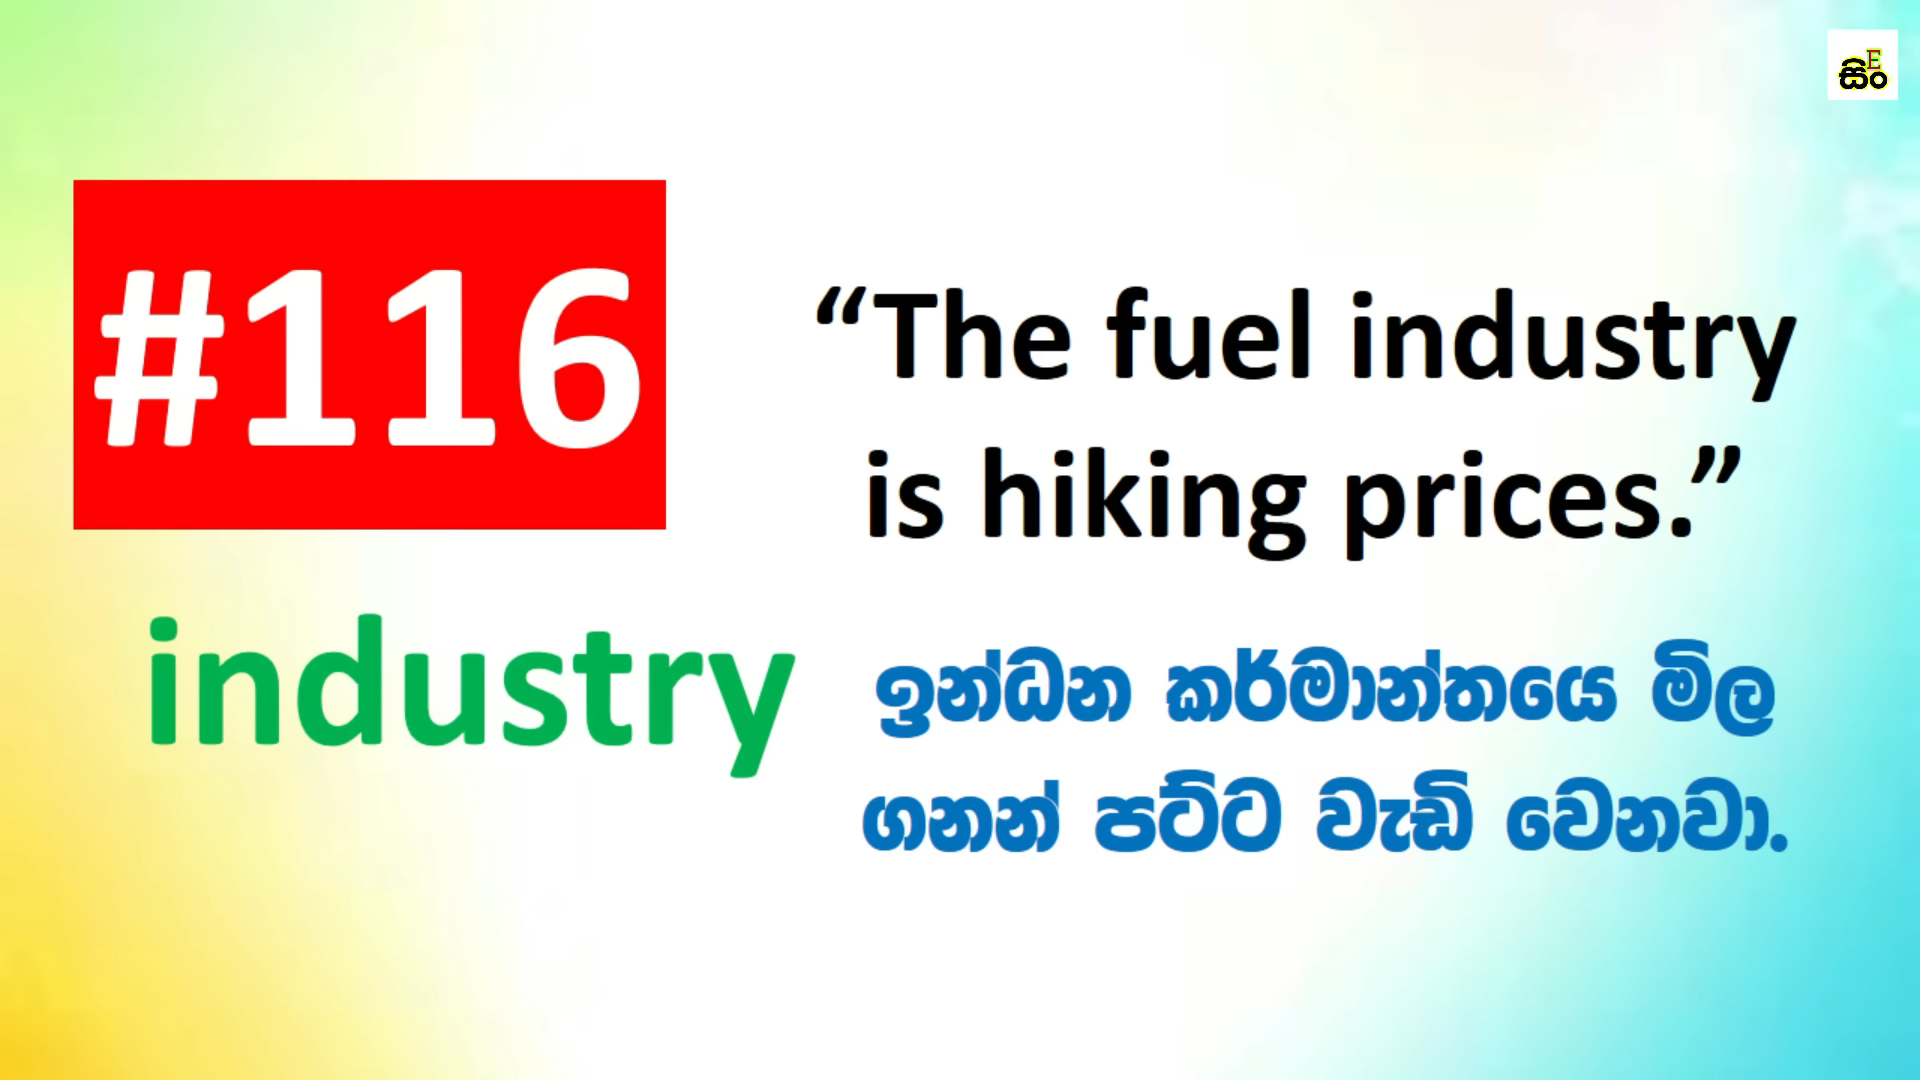 සිං
E
#116
industry
“The fuel industry
is hiking prices.”
ඉන්ධන කර්මාන්තයෙ මිල
ගනන් පට්ට වැඩි වෙනවා.